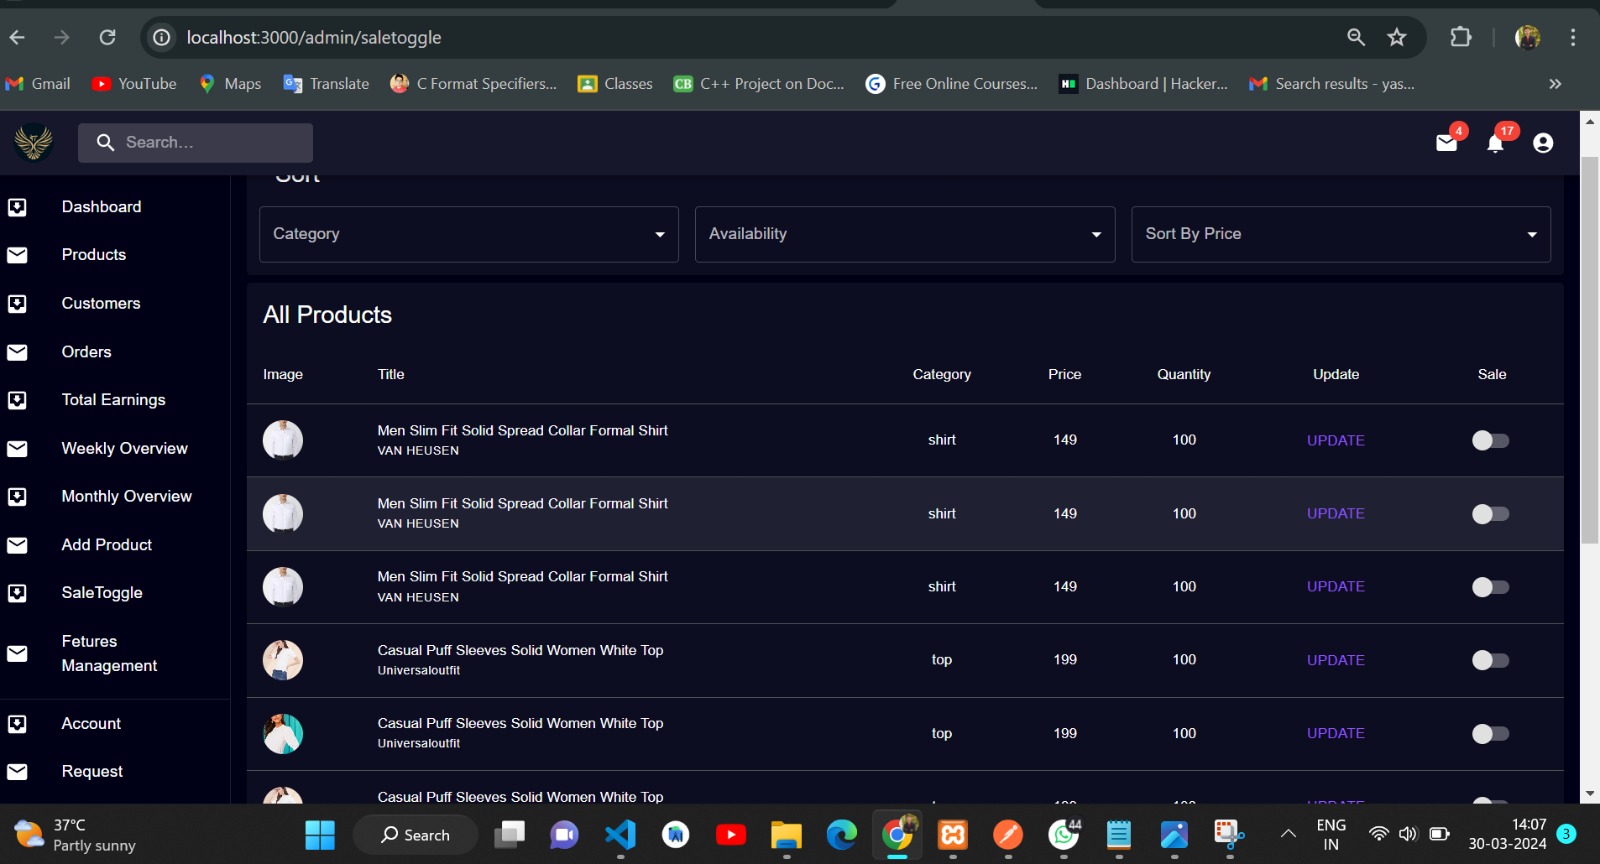 localhost:3000/admin/saletoggle
Gmail
YouTube
Maps
Translate
C Format Specifiers...
Classes
CB
C++ Project on Doc...
Free Online Courses...
Dashboard | Hacker...
Search results - yas...
Search...
4
17
Sort
Dashboard
Products
Customers
Orders
Total Earnings
Weekly Overview
Monthly Overview
Add Product
SaleToggle
Fetures
Management
Account
Request
Category
Availability
Sort By Price
All Products
Image Title Category Price Quantity Update Sale
Men Slim Fit Solid Spread Collar Formal Shirt
VAN HEUSEN
shirt 149 100 UPDATE
Men Slim Fit Solid Spread Collar Formal Shirt
VAN HEUSEN
shirt 149 100 UPDATE
Men Slim Fit Solid Spread Collar Formal Shirt
VAN HEUSEN
shirt 149 100 UPDATE
Casual Puff Sleeves Solid Women White Top
Universaloutfit
top 199 100 UPDATE
Casual Puff Sleeves Solid Women White Top
Universaloutfit
top 199 100 UPDATE
Casual Puff Sleeves Solid Women White Top
37°C
Partly sunny
Search
44
ENG
IN
14:07
30-03-2024
3